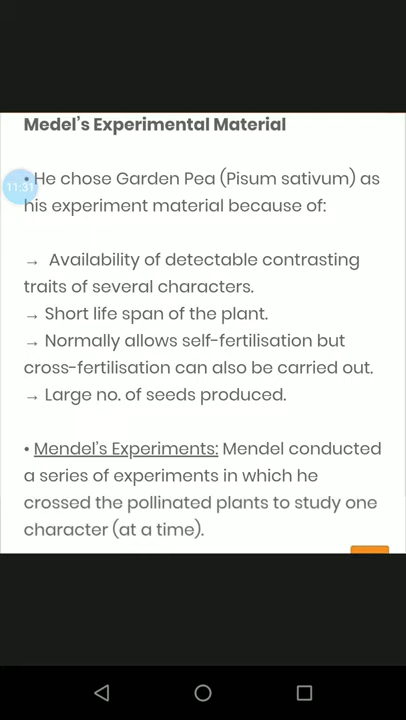 Medel's Experimental Material
• He chose Garden Pea (Pisum sativum) as
11:31
his experiment material because of:
→ Availability of detectable contrasting
traits of several characters.
→ Short life span of the plant.
→ Normally allows self-fertilisation but
cross-fertilisation can also be carried out.
→ Large no. of seeds produced.
• Mendel's Experiments: Mendel conducted
a series of experiments in which he
crossed the pollinated plants to study one
character (at a time).